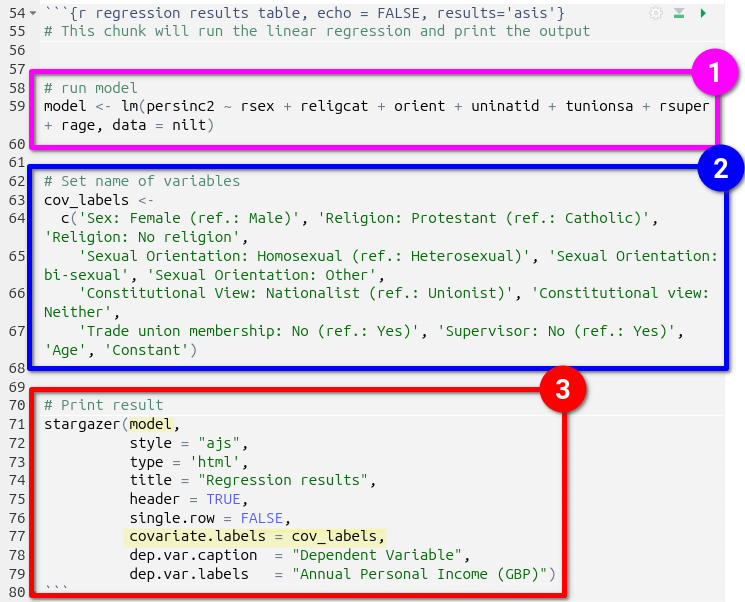 54 ```{r regression results table, echo = FALSE, results='asis'}
55 # This chunk will run the linear regression and print the output
56
57
1
58 # run model
59 model <- lm(persinc2 ~ rsex + religcat + orient + uninatid + tunionsa + rsuper
+ rage, data = nilt)
60
61
2
62 # Set name of variables
63 cov_labels <-
64 c('Sex: Female (ref.: Male)', 'Religion: Protestant (ref.: Catholic)',
'Religion: No religion',
65 'Sexual Orientation: Homosexual (ref.: Heterosexual)', 'Sexual Orientation:
bi-sexual', 'Sexual Orientation: Other',
66 'Constitutional View: Nationalist (ref.: Unionist)', 'Constitutional view:
Neither',
67 'Trade union membership: No (ref.: Yes)', 'Supervisor: No (ref.: Yes)',
'Age', 'Constant')
68
69
3
70 # Print result
71 stargazer(model,
72 style = "ajs",
73 type = 'html',
74 title = "Regression results",
75 header = TRUE,
76 single.row = FALSE,
77 covariate.labels = cov_labels,
78 dep.var.caption  = "Dependent Variable",
79 dep.var.labels   = "Annual Personal Income (GBP)")
80 ```